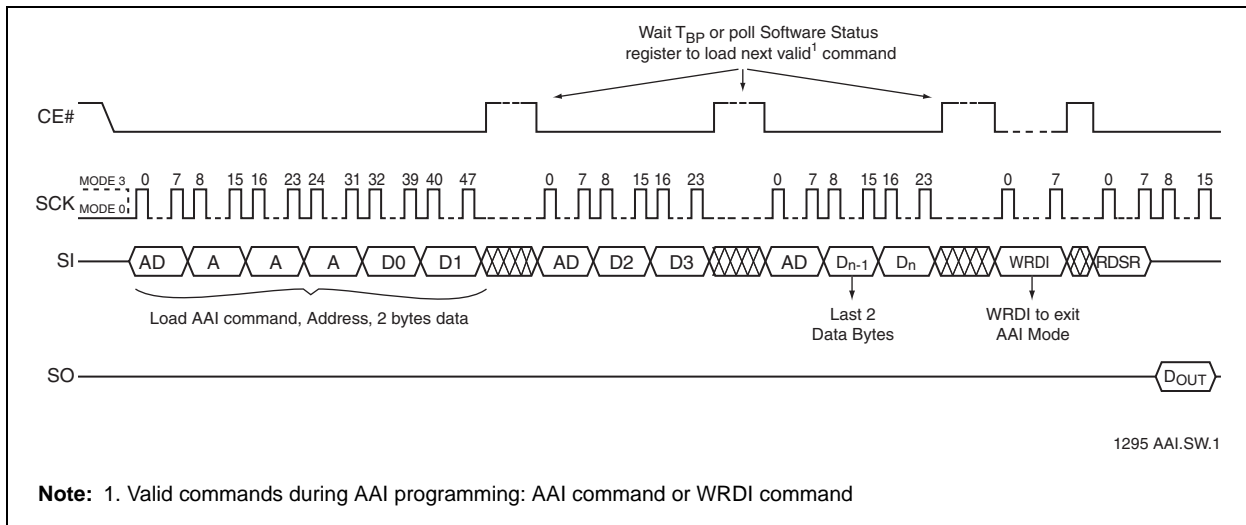 Wait TBP or poll Software Status
register to load next valid1 command
CE#
MODE 3 0 7 8 15 16 23 24 31 32 39 40 47 0 7 8 15 16 23 0 7 8 15 16 23 0 7 0 7 8 15
SCK MODE 0
SI AD A A A D0 D1 AD D2 D3 AD Dn-1 Dn WRDI RDSR
Load AAI command, Address, 2 bytes data
Last 2
Data Bytes
WRDI to exit
AAI Mode
SO DOUT
1295 AAI.SW.1
Note: 1. Valid commands during AAI programming: AAI command or WRDI command